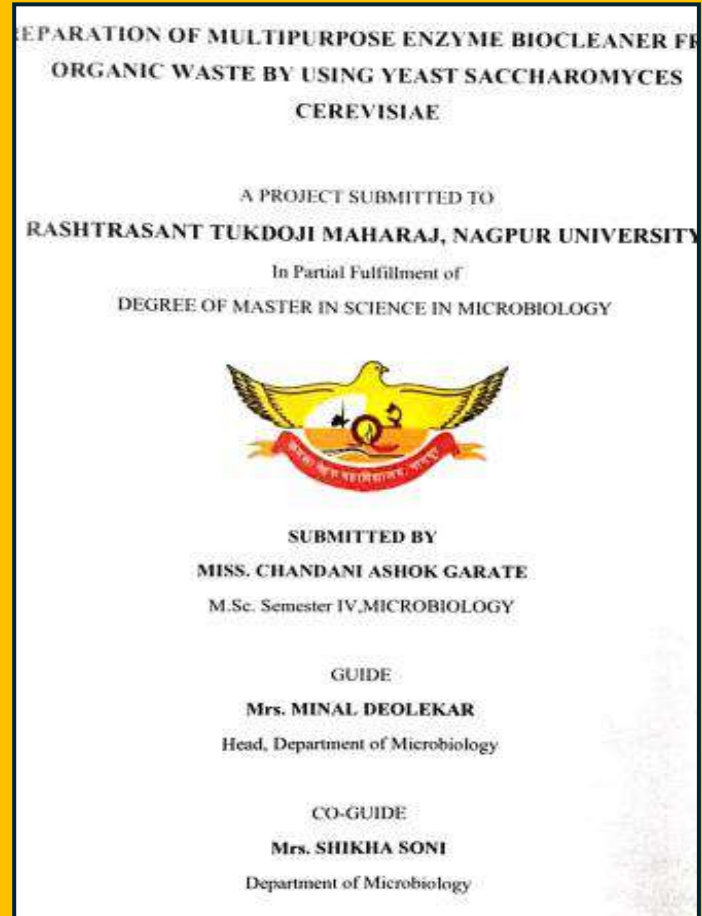 EPARATION OF MULTIPURPOSE ENZYME BIOCLEANER FR
ORGANIC WASTE BY USING YEAST SACCHAROMYCES
CEREVISIAE
A PROJECT SUBMITTED TO
RASHTRASANT TUKDOJI MAHARAJ, NAGPUR UNIVERSITY
In Partial Fulfillment of
DEGREE OF MASTER IN SCIENCE IN MICROBIOLOGY
SUBMITTED BY
MISS. CHANDANI ASHOK GARATE
M.Sc. Semester IV,MICROBIOLOGY
GUIDE
Mrs. MINAL DEOLEKAR
Head, Department of Microbiology
CO-GUIDE
Mrs. SHIKHA SONI
Department of Microbiology